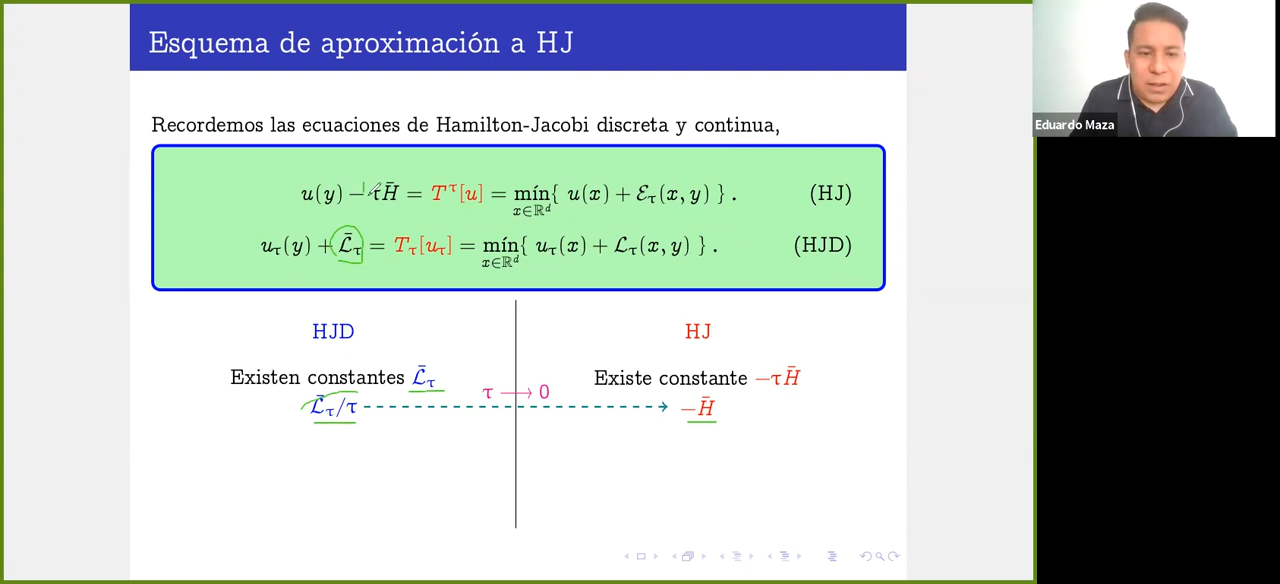 Esquema de aproximación a HJ
Eduardo Maza
Recordemos las ecuaciones de Hamilton-Jacobi discreta y continua,
u(y) − τH̄ = T^τ[u] = mín_{x∈ℝ^d}{ u(x) + ℰ_τ(x, y) } . (HJ)
u_τ(y) + ℒ̄_τ = T_τ[u_τ] = mín_{x∈ℝ^d}{ u_τ(x) + ℒ_τ(x, y) } . (HJD)
HJD
Existen constantes ℒ̄_τ
ℒ̄_τ/τ
τ ⟶ 0
HJ
Existe constante −τH̄
−H̄